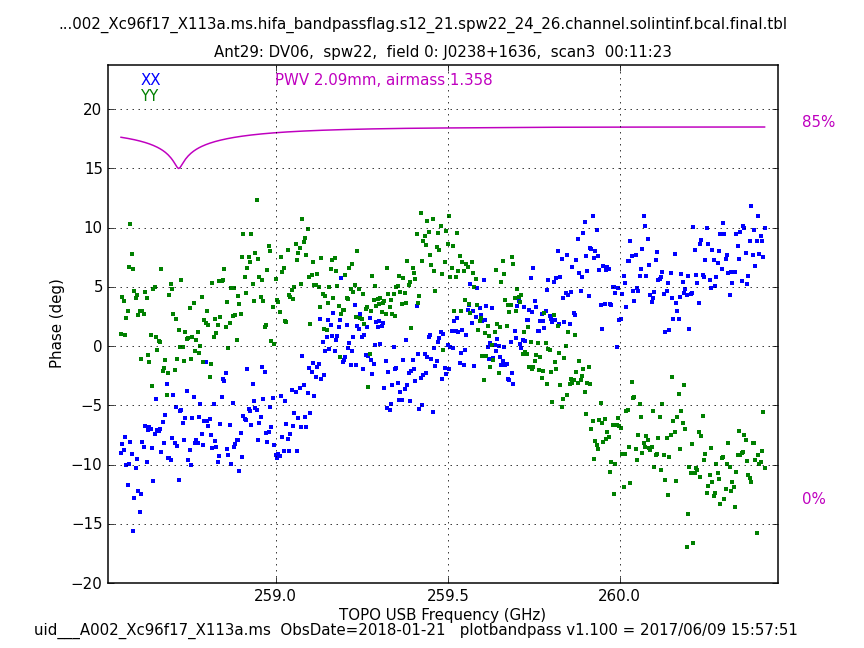 ...002_Xc96f17_X113a.ms.hifa_bandpassflag.s12_21.spw22_24_26.channel.solintinf.bcal.final.tbl
Ant29: DV06,  spw22,  field 0: J0238+1636,  scan3  00:11:23
XX
PWV 2.09mm, airmass 1.358
YY
20
85%
15
10
5
0
−5
−10
0%
−15
−20
Phase (deg)
259.0
259.5
260.0
TOPO USB Frequency (GHz)
uid___A002_Xc96f17_X113a.ms  ObsDate=2018-01-21   plotbandpass v1.100 = 2017/06/09 15:57:51